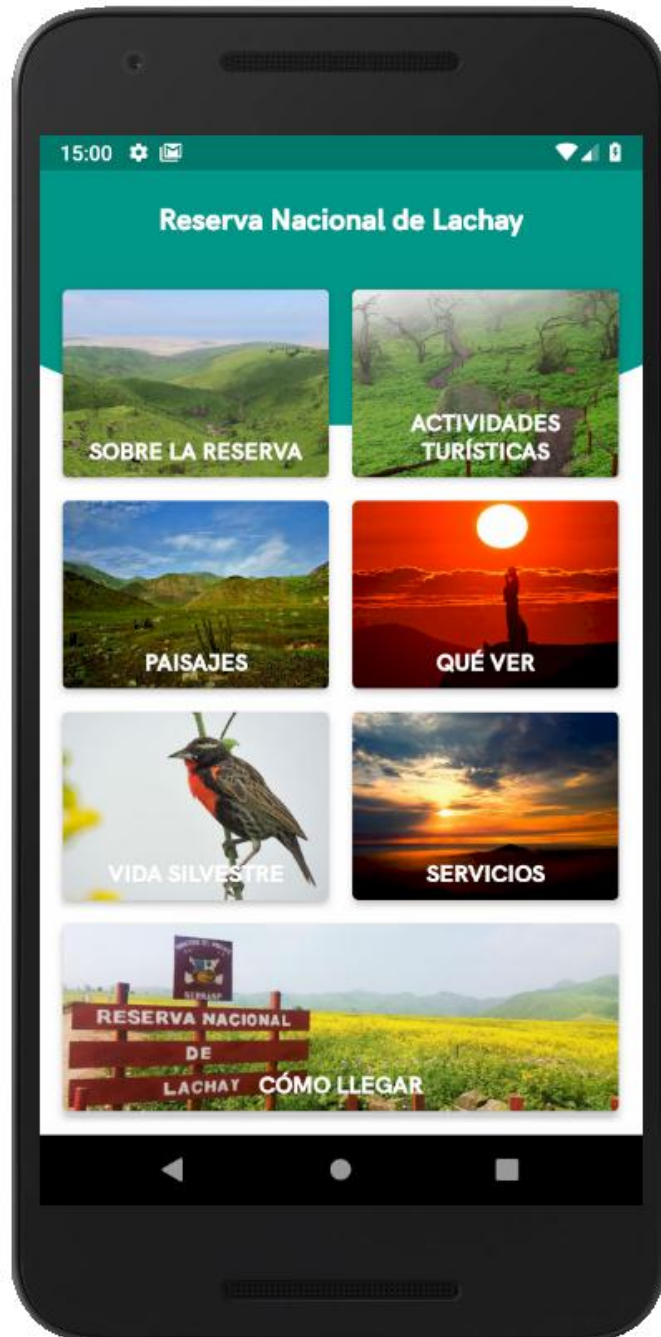 15:00
Reserva Nacional de Lachay
SOBRE LA RESERVA
ACTIVIDADES
TURÍSTICAS
PAISAJES
QUÉ VER
VIDA SILVESTRE
SERVICIOS
RESERVA NACIONAL
DE
LACHAY
CÓMO LLEGAR